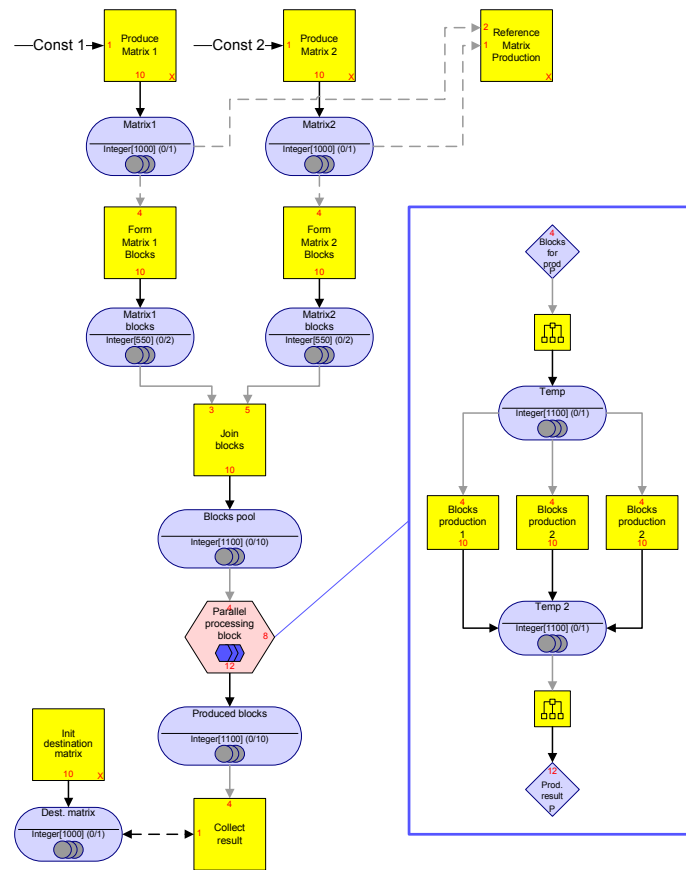 Const 1
1
Produce
Matrix 1
10
X
Const 2
1
Produce
Matrix 2
10
X
2
1
Reference
Matrix
Production
X
Matrix1
Integer[1000] (0/1)
Matrix2
Integer[1000] (0/1)
4
Form
Matrix 1
Blocks
10
4
Form
Matrix 2
Blocks
10
Matrix1
blocks
Integer[550] (0/2)
Matrix2
blocks
Integer[550] (0/2)
3
5
Join
blocks
10
Blocks pool
Integer[1100] (0/10)
4
Parallel
processing
block
8
12
Produced blocks
Integer[1100] (0/10)
Init
destination
matrix
10
X
Dest. matrix
Integer[1000] (0/1)
4
1
Collect
result
4
Blocks
for
prod
P
Temp
Integer[1100] (0/1)
4
Blocks
production
1
10
4
Blocks
production
2
10
4
Blocks
production
2
10
Temp 2
Integer[1100] (0/1)
12
Prod.
result
P